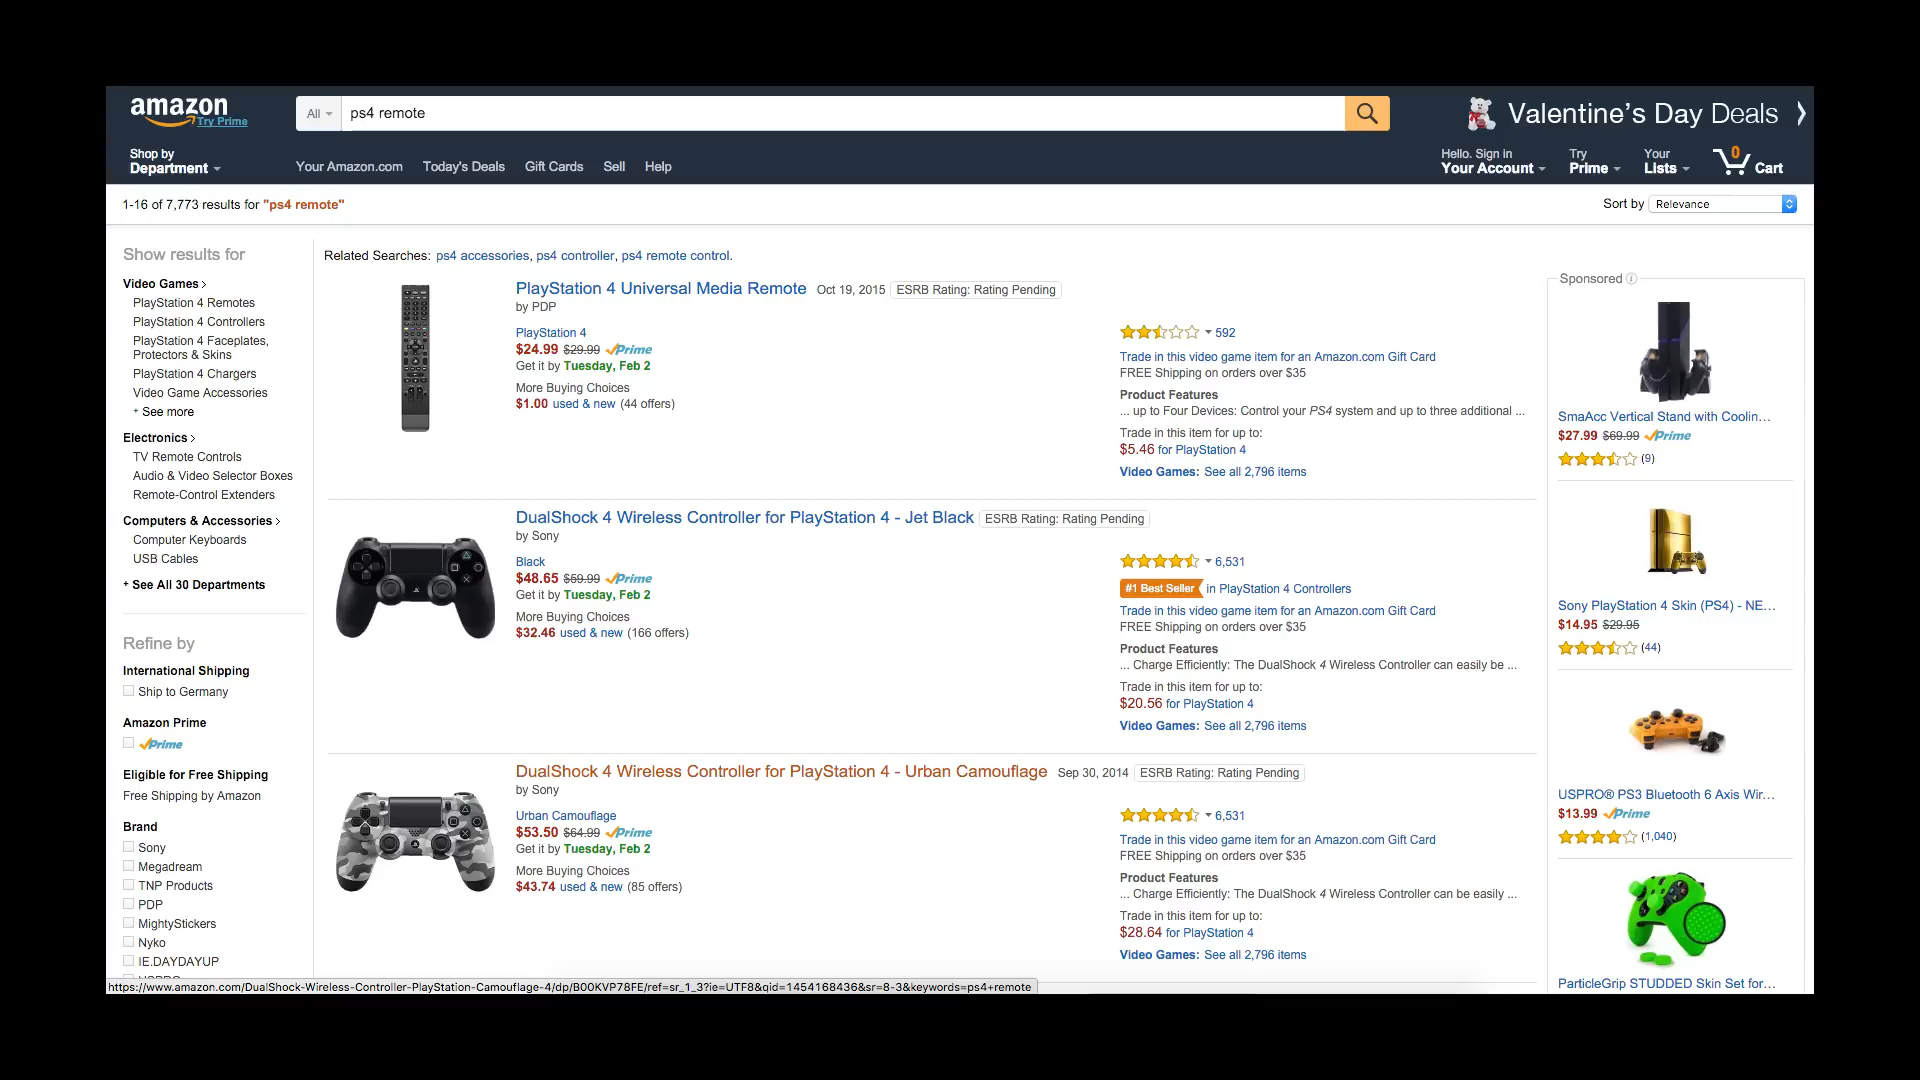 amazon
Try Prime
All
ps4 remote
Valentine's Day Deals
Shop by
Department
Your Amazon.com
Today's Deals
Gift Cards
Sell
Help
Hello. Sign in
Your Account
Try
Prime
Your
Lists
0
Cart
1-16 of 7,773 results for "ps4 remote"
Sort by
Relevance
Show results for
Video Games
PlayStation 4 Remotes
PlayStation 4 Controllers
PlayStation 4 Faceplates,
Protectors & Skins
PlayStation 4 Chargers
Video Game Accessories
+ See more
Electronics
TV Remote Controls
Audio & Video Selector Boxes
Remote-Control Extenders
Computers & Accessories
Computer Keyboards
USB Cables
+ See All 30 Departments
Refine by
International Shipping
Ship to Germany
Amazon Prime
Prime
Eligible for Free Shipping
Free Shipping by Amazon
Brand
Sony
Megadream
TNP Products
PDP
MightyStickers
Nyko
IE.DAYDAYUP
Related Searches: ps4 accessories, ps4 controller, ps4 remote control.
PlayStation 4 Universal Media Remote Oct 19, 2015 ESRB Rating: Rating Pending
by PDP
PlayStation 4
$24.99 $29.99 Prime
Get it by Tuesday, Feb 2
More Buying Choices
$1.00 used & new (44 offers)
592
Trade in this video game item for an Amazon.com Gift Card
FREE Shipping on orders over $35
Product Features
... up to Four Devices: Control your PS4 system and up to three additional ...
Trade in this item for up to:
$5.46 for PlayStation 4
Video Games: See all 2,796 items
DualShock 4 Wireless Controller for PlayStation 4 - Jet Black ESRB Rating: Rating Pending
by Sony
Black
$48.65 $59.99 Prime
Get it by Tuesday, Feb 2
More Buying Choices
$32.46 used & new (166 offers)
6,531
#1 Best Seller in PlayStation 4 Controllers
Trade in this video game item for an Amazon.com Gift Card
FREE Shipping on orders over $35
Product Features
... Charge Efficiently: The DualShock 4 Wireless Controller can easily be ...
Trade in this item for up to:
$20.56 for PlayStation 4
Video Games: See all 2,796 items
DualShock 4 Wireless Controller for PlayStation 4 - Urban Camouflage Sep 30, 2014 ESRB Rating: Rating Pending
by Sony
Urban Camouflage
$53.50 $64.99 Prime
Get it by Tuesday, Feb 2
More Buying Choices
$43.74 used & new (85 offers)
6,531
Trade in this video game item for an Amazon.com Gift Card
FREE Shipping on orders over $35
Product Features
... Charge Efficiently: The DualShock 4 Wireless Controller can be easily ...
Trade in this item for up to:
$28.64 for PlayStation 4
Video Games: See all 2,796 items
Sponsored
SmaAcc Vertical Stand with Coolin...
$27.99 $69.99 Prime
(9)
Sony PlayStation 4 Skin (PS4) - NE...
$14.95 $29.95
(44)
USPRO® PS3 Bluetooth 6 Axis Wir...
$13.99 Prime
(1,040)
ParticleGrip STUDDED Skin Set for...
https://www.amazon.com/DualShock-Wireless-Controller-PlayStation-Camouflage-4/dp/B00KVP78FE/ref=sr_1_3?ie=UTF8&qid=1454168436&sr=8-3&keywords=ps4+remote